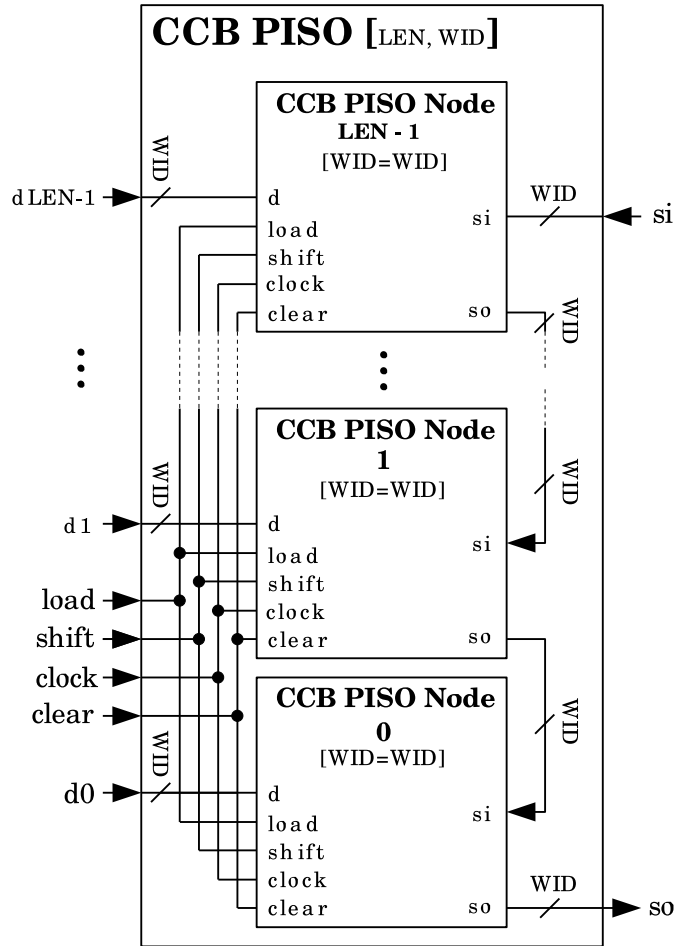 CCB PISO [LEN, WID]
CCB PISO Node
LEN - 1
[WID=WID]
WID
WID
dLEN-1
d
si
si
load
shift
clock
clear
so
WID
...
...
CCB PISO Node
1
[WID=WID]
WID
WID
d1
d
si
load
load
shift
shift
clock
clear
so
clock
clear
CCB PISO Node
0
[WID=WID]
WID
WID
d0
d
si
load
shift
clock
clear
so
WID
so